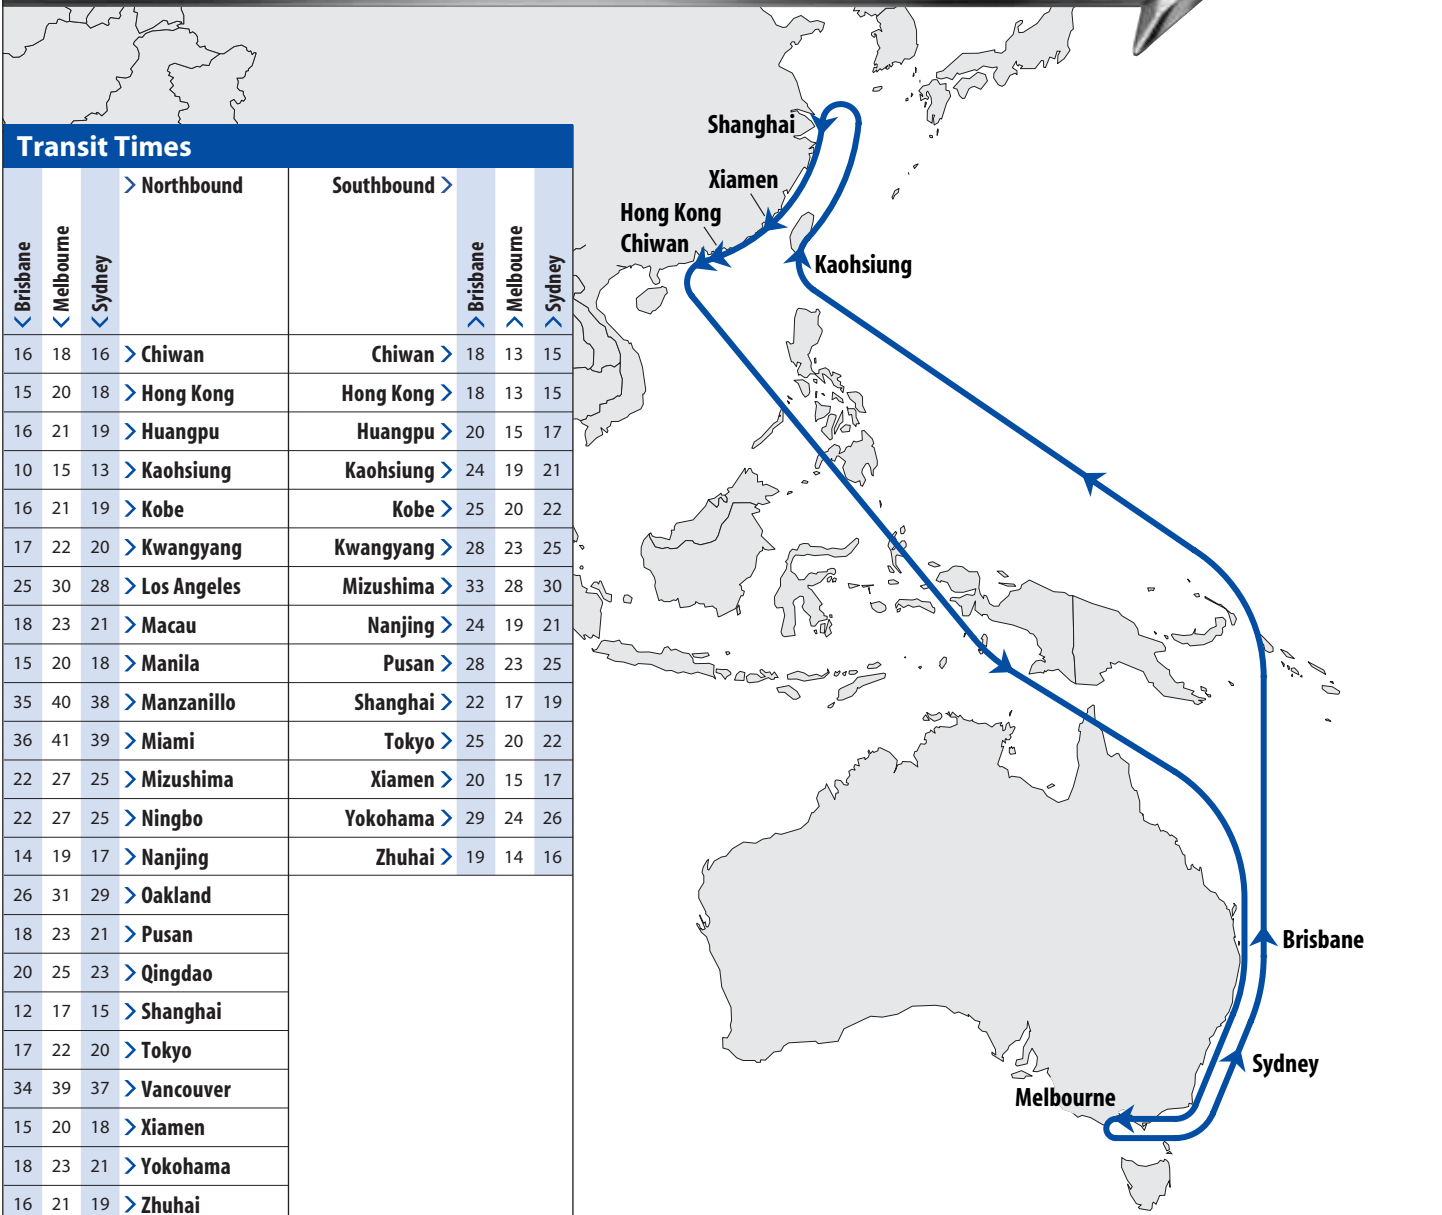 Transit Times
> Northbound
Southbound >
< Brisbane
< Melbourne
< Sydney
> Brisbane
> Melbourne
> Sydney
16 18 16 > Chiwan
Chiwan > 18 13 15
15 20 18 > Hong Kong
Hong Kong > 18 13 15
16 21 19 > Huangpu
Huangpu > 20 15 17
10 15 13 > Kaohsiung
Kaohsiung > 24 19 21
16 21 19 > Kobe
Kobe > 25 20 22
17 22 20 > Kwangyang
Kwangyang > 28 23 25
25 30 28 > Los Angeles
Mizushima > 33 28 30
18 23 21 > Macau
Nanjing > 24 19 21
15 20 18 > Manila
Pusan > 28 23 25
35 40 38 > Manzanillo
Shanghai > 22 17 19
36 41 39 > Miami
Tokyo > 25 20 22
22 27 25 > Mizushima
Xiamen > 20 15 17
22 27 25 > Ningbo
Yokohama > 29 24 26
14 19 17 > Nanjing
Zhuhai > 19 14 16
26 31 29 > Oakland
18 23 21 > Pusan
20 25 23 > Qingdao
12 17 15 > Shanghai
17 22 20 > Tokyo
34 39 37 > Vancouver
15 20 18 > Xiamen
18 23 21 > Yokohama
16 21 19 > Zhuhai
Shanghai
Xiamen
Hong Kong
Chiwan
Kaohsiung
Brisbane
Sydney
Melbourne